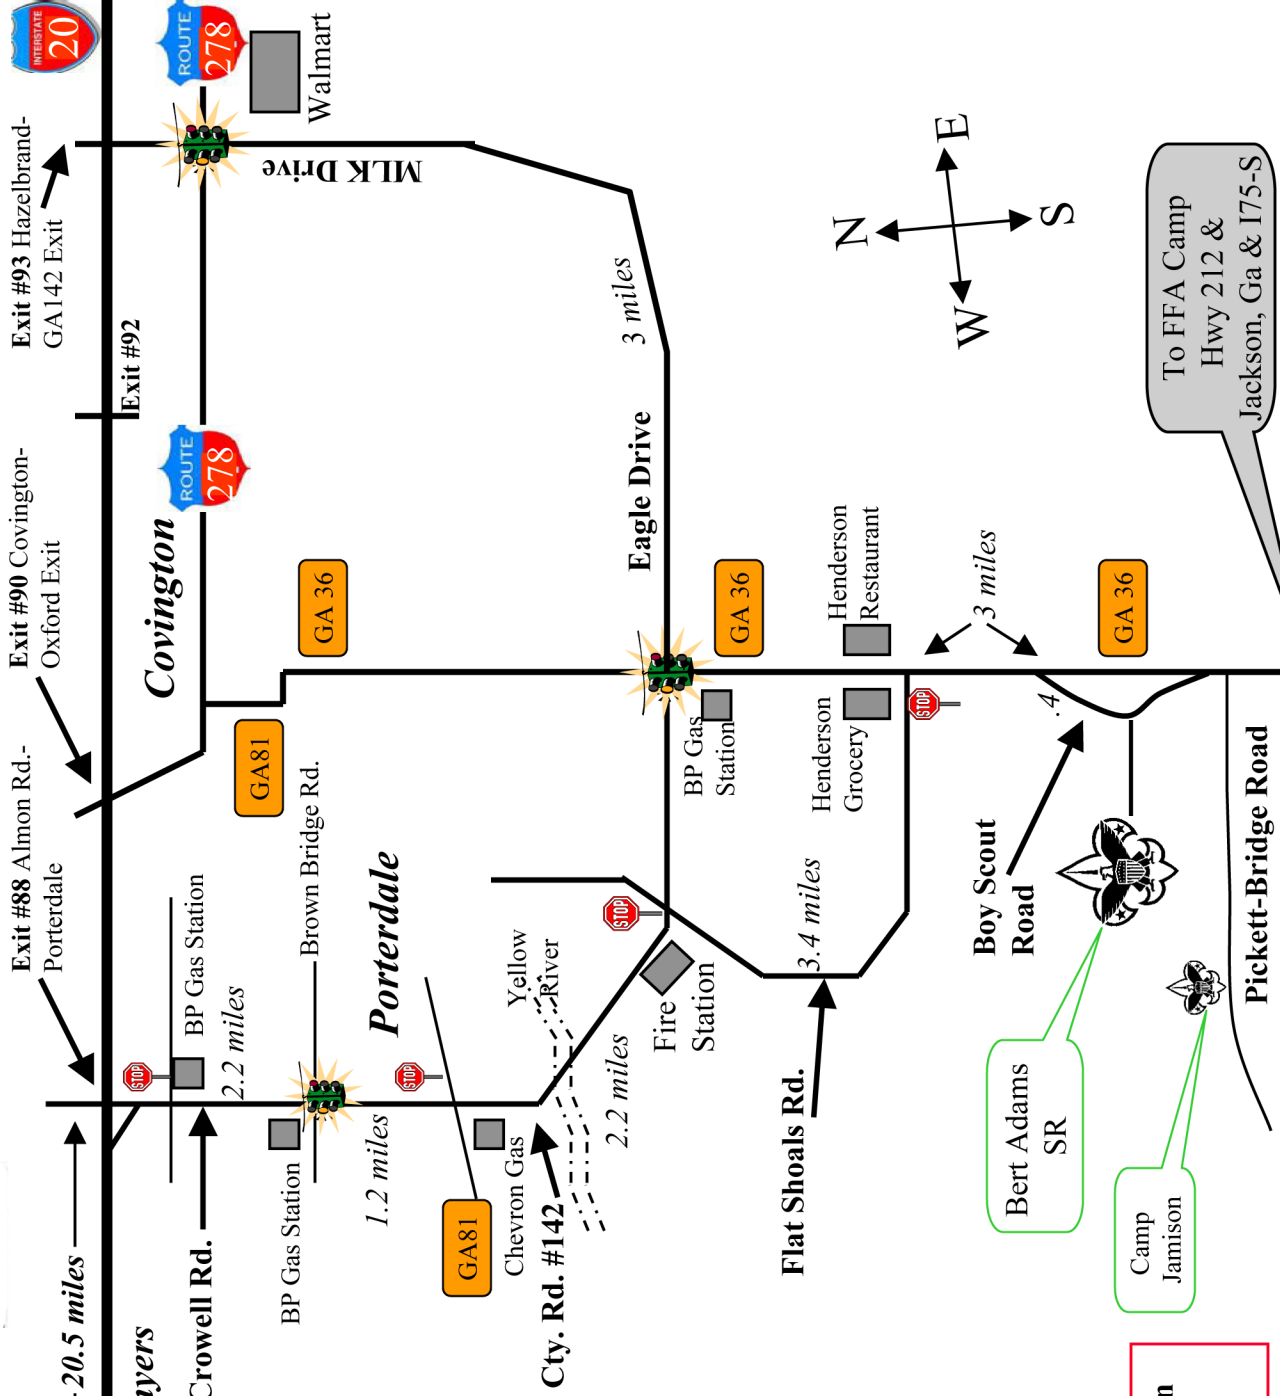 INTERSTATE
20
Exit #93 Hazelbrand-
GA142 Exit
ROUTE
278
Walmart
MLK Drive
Exit #92
Exit #90 Covington-
Oxford Exit
ROUTE
278
Covington
3 miles
Eagle Drive
N
E
S
W
To FFA Camp
Hwy 212 &
Jackson, Ga & I75-S
GA 36
GA 36
GA 36
GA81
Henderson
Restaurant
3 miles
BP Gas
Station
Henderson
Grocery
STOP
.4
Exit #88 Almon Rd.-
Porterdale
BP Gas Station
STOP
2.2 miles
Brown Bridge Rd.
Porterdale
STOP
Yellow
River
STOP
Fire
Station
3.4 miles
Boy Scout
Road
Pickett-Bridge Road
20.5 miles
Crowell Rd.
BP Gas Station
1.2 miles
GA81
Chevron Gas
Cty. Rd. #142
2.2 miles
Flat Shoals Rd.
Bert Adams
SR
Camp
Jamison